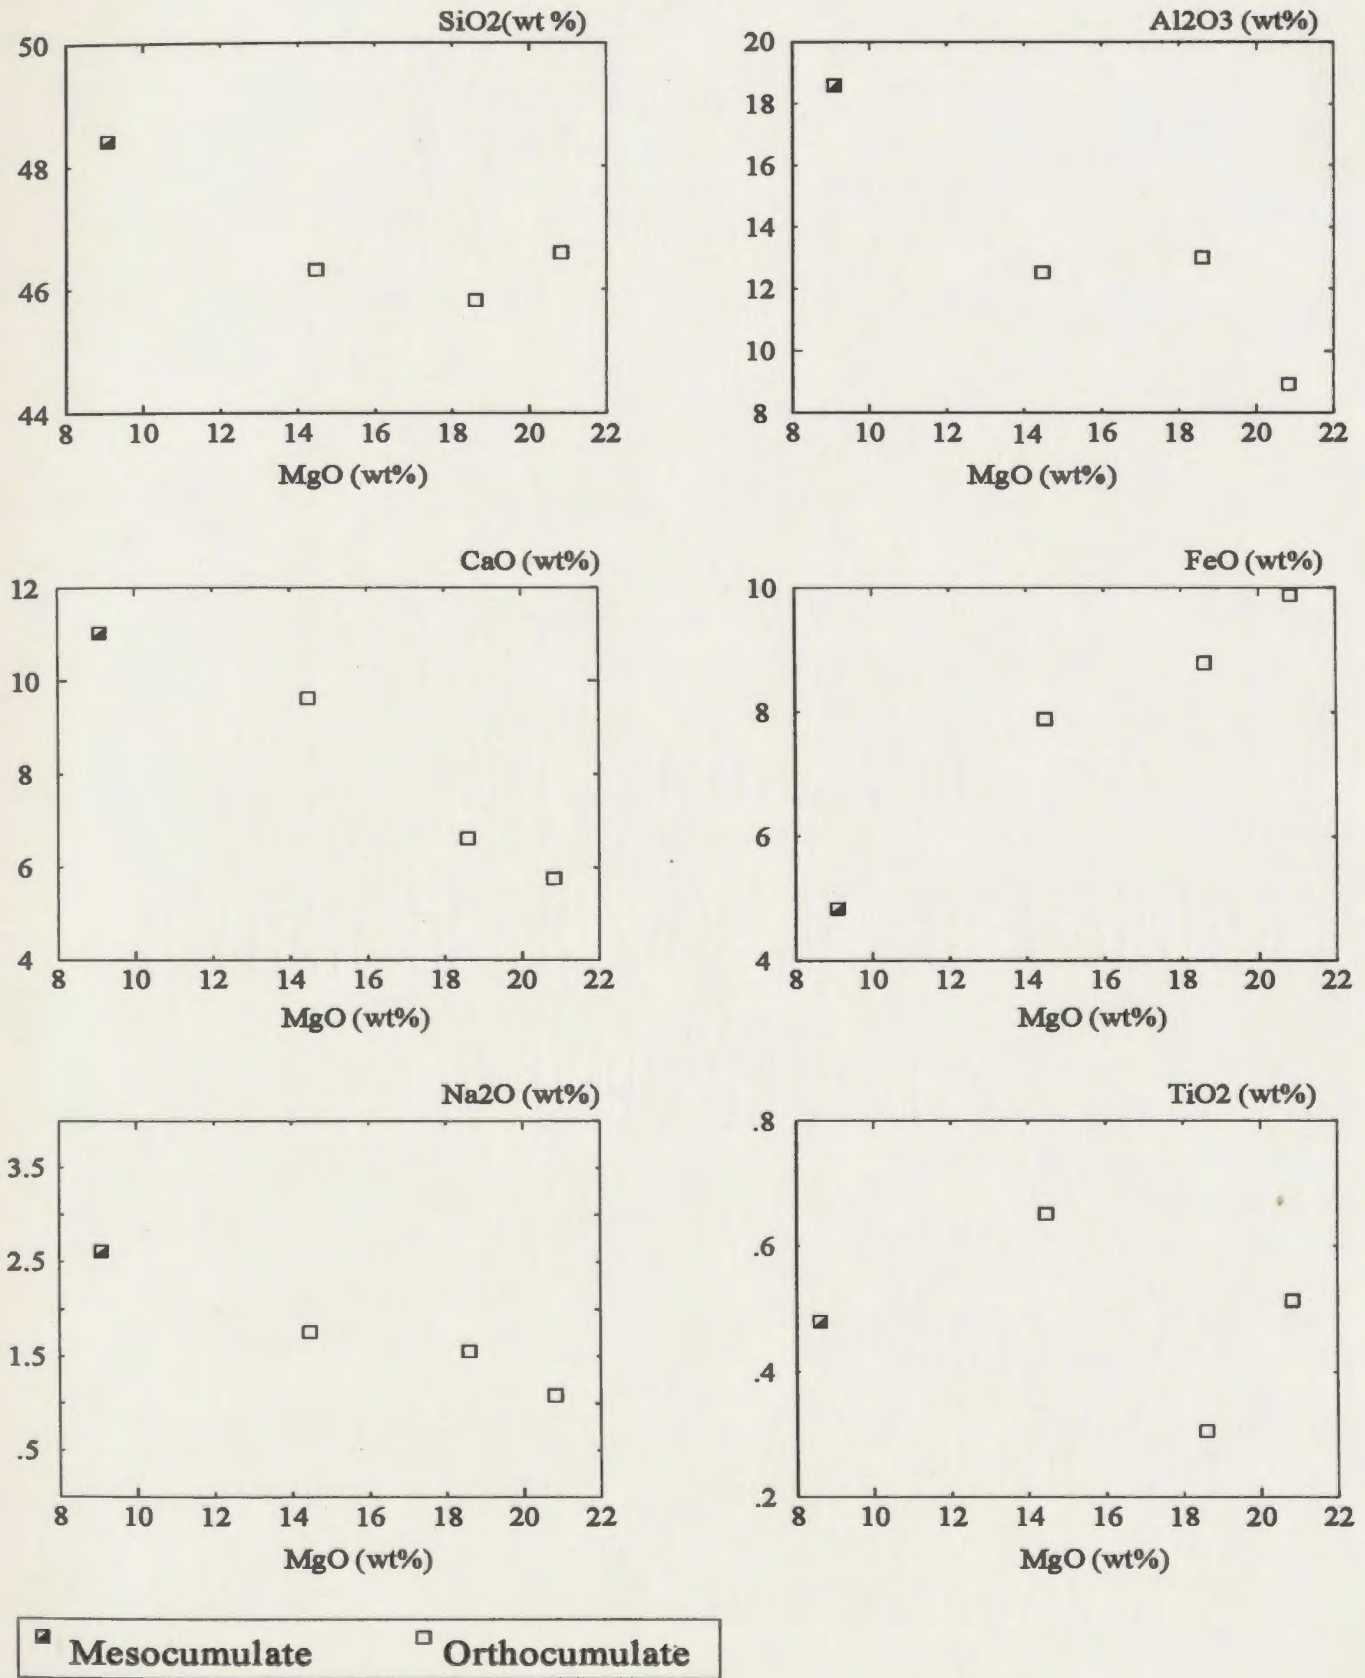 SiO2(wt %)
50
48
46
44
8 10 14 16 18 20 22
MgO (wt%)
Al2O3 (wt%)
20
18
16
14
12
10
8
8 10 14 16 18 20 22
MgO (wt%)
CaO (wt%)
12
10
8
6
4
8 10 12 14 16 18 20 22
MgO (wt%)
FeO (wt%)
10
8
6
4
8 10 12 14 16 18 20 22
MgO (wt%)
Na2O (wt%)
3.5
2.5
1.5
.5
8 10 12 14 16 18 20 22
MgO (wt%)
TiO2 (wt%)
.8
.6
.4
.2
8 10 12 14 16 18 20 22
MgO (wt%)
Mesocumulate Orthocumulate